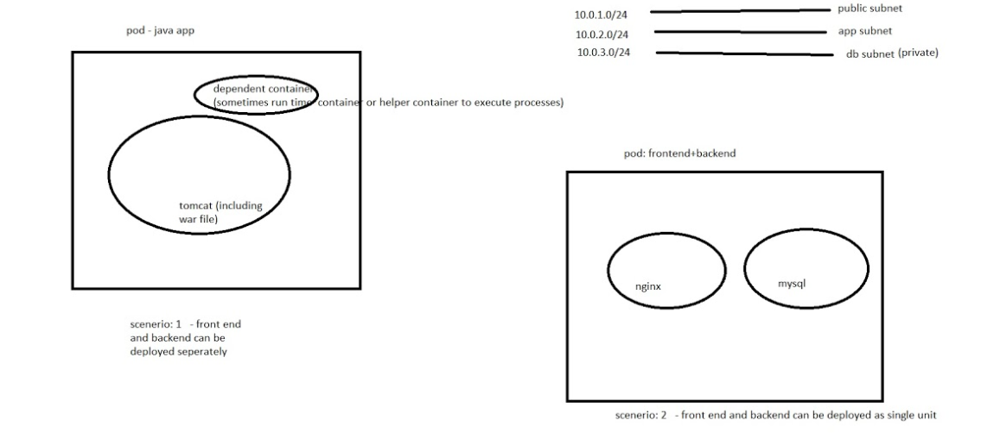 pod - java app
dependent container
(sometimes run time container or helper container to execute processes)
tomcat (including
war file)
scenerio: 1 - front end
and backend can be
deployed seperately
10.0.1.0/24 public subnet
10.0.2.0/24 app subnet
10.0.3.0/24 db subnet (private)
pod: frontend+backend
nginx mysql
scenerio: 2 - front end and backend can be deployed as single unit